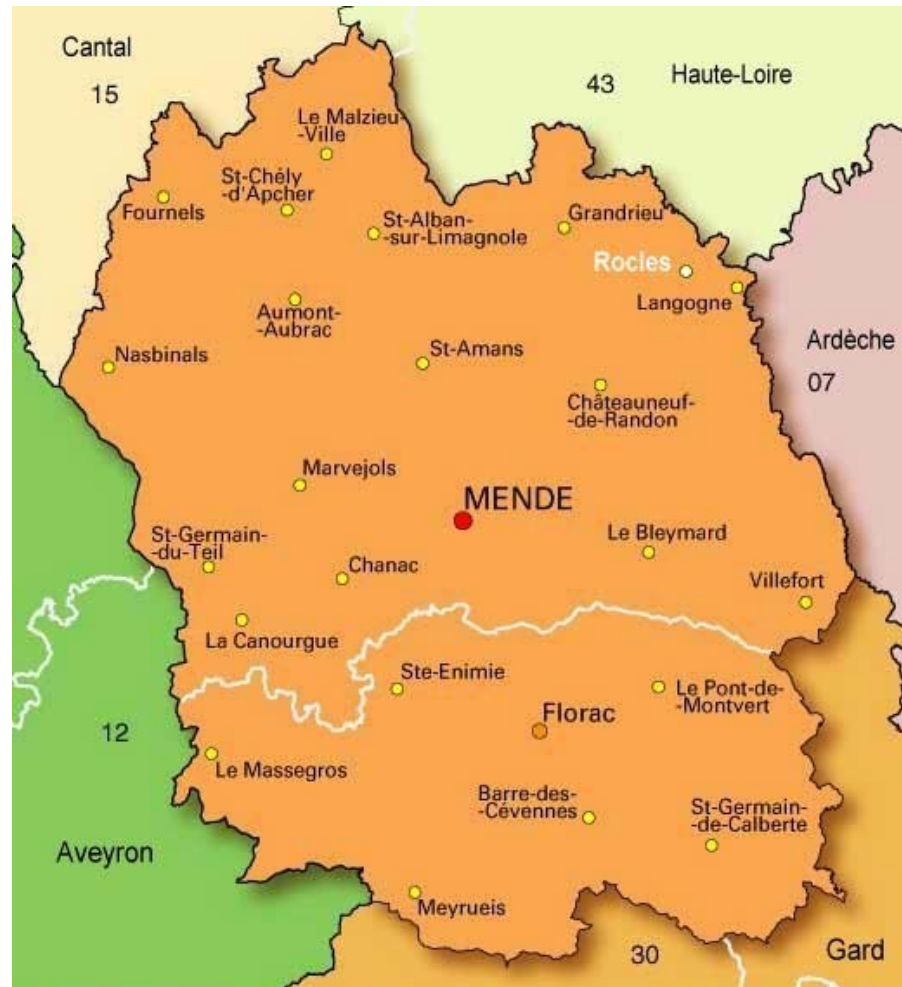 Cantal
15
43
Haute-Loire
Le Malzieu-
-Ville
St-Chély
-d'Apcher
Fournels
St-Alban-
-sur-Limagnole
Grandrieu
Rocles
Langogne
Aumont-
-Aubrac
Nasbinals
St-Amans
Ardèche
07
Châteauneuf-
-de-Randon
Marvejols
MENDE
St-Germain-
-du-Teil
Chanac
Le Bleymard
Villefort
La Canourgue
Ste-Enimie
Le Pont-de-
-Montvert
Florac
12
Le Massegros
Barre-des-
-Cévennes
St-Germain-
-de-Calberte
Aveyron
Meyrueis
30
Gard